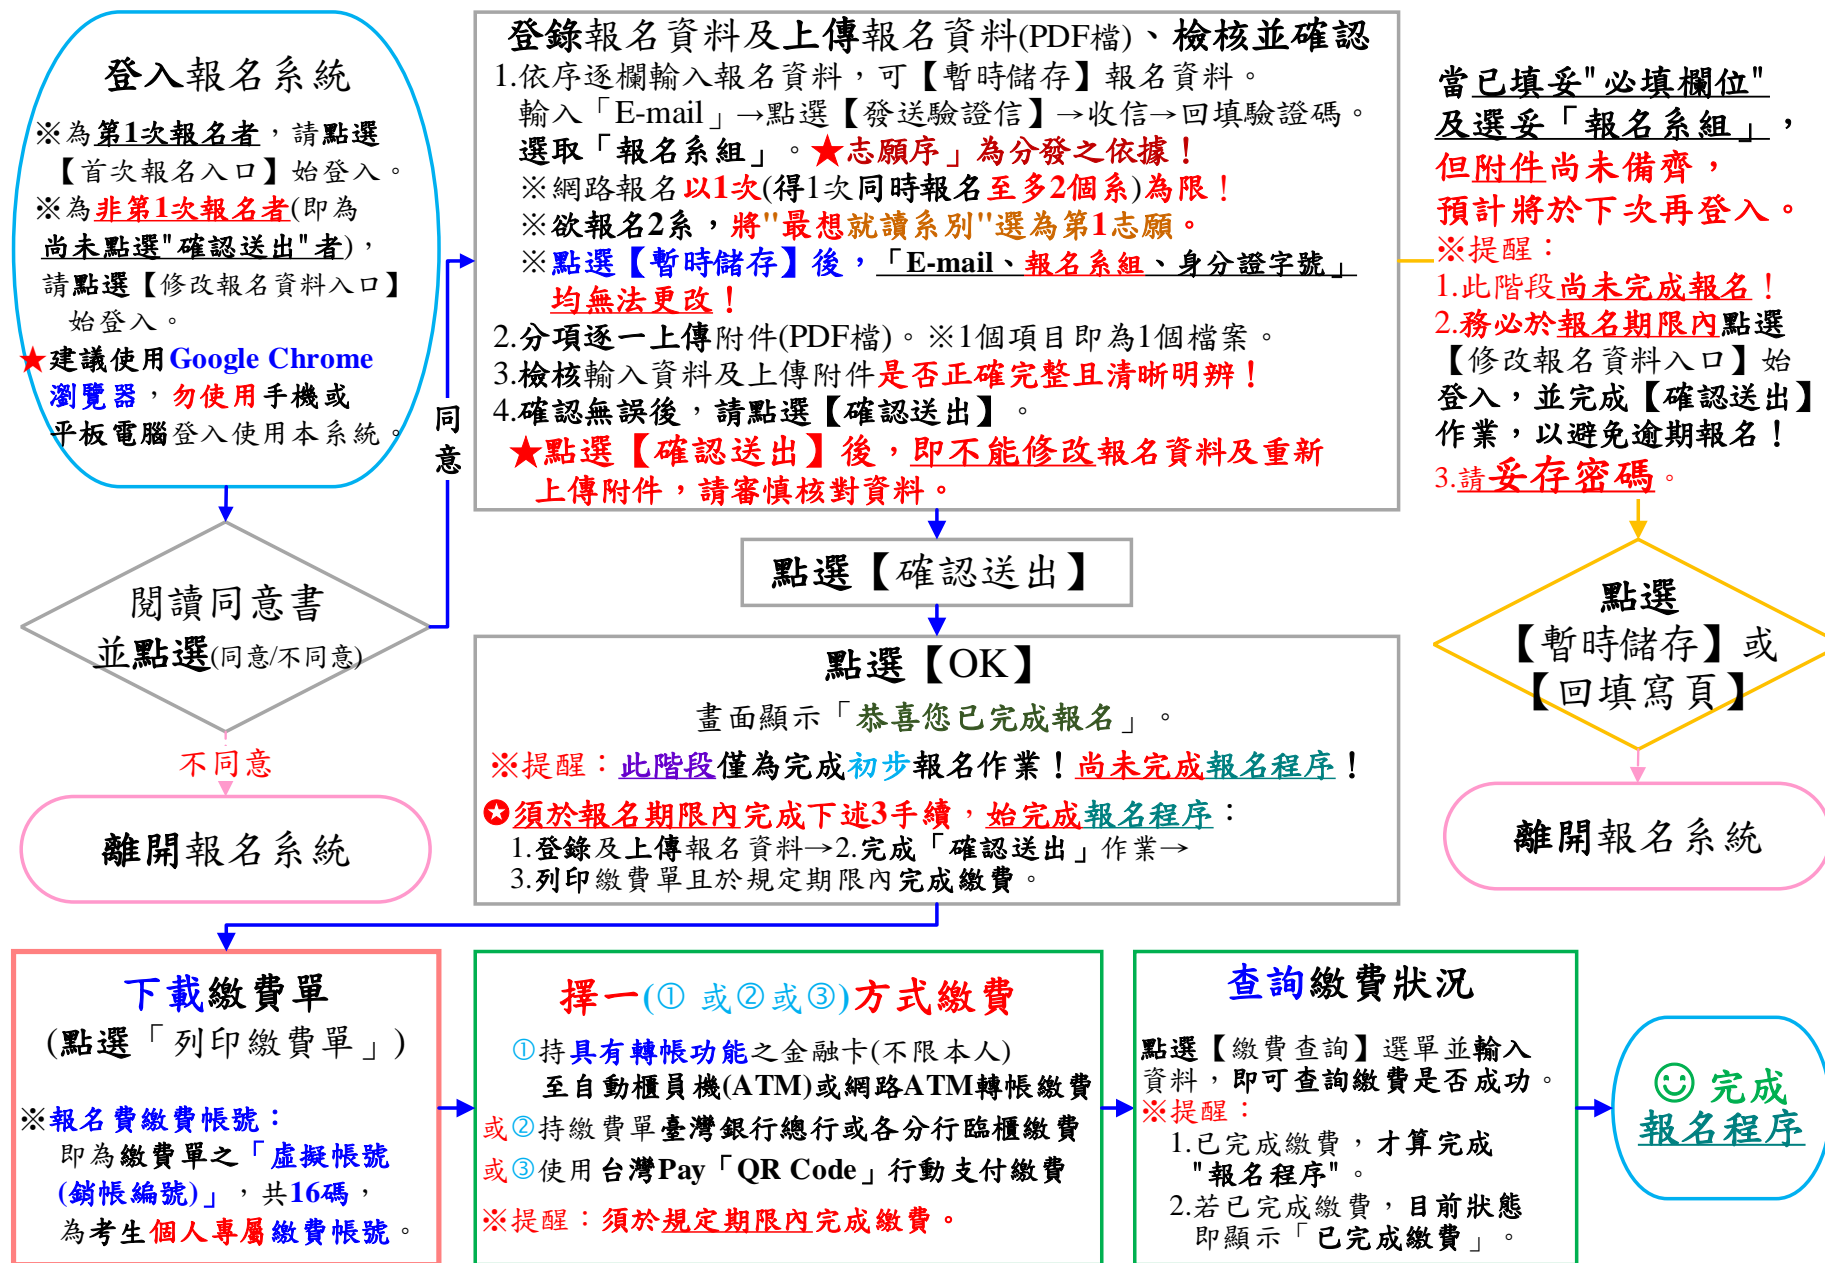 登入報名系統
※為第1次報名者，請點選
【首次報名入口】始登入。
※為非第1次報名者(即為
尚未點選"確認送出"者)，
請點選【修改報名資料入口】
始登入。
★建議使用Google Chrome
瀏覽器，勿使用手機或
平板電腦登入使用本系統。
閱讀同意書
並點選(同意/不同意)
同意
不同意
離開報名系統
登錄報名資料及上傳報名資料(PDF檔)、檢核並確認
1.依序逐欄輸入報名資料，可【暫時儲存】報名資料。
輸入「E-mail」→點選【發送驗證信】→收信→回填驗證碼。
選取「報名系組」。★志願序」為分發之依據！
※網路報名以1次(得1次同時報名至多2個系)為限！
※欲報名2系，將"最想就讀系別"選為第1志願。
※點選【暫時儲存】後，「E-mail、報名系組、身分證字號」
均無法更改！
2.分項逐一上傳附件(PDF檔)。※1個項目即為1個檔案。
3.檢核輸入資料及上傳附件是否正確完整且清晰明辨！
4.確認無誤後，請點選【確認送出】。
★點選【確認送出】後，即不能修改報名資料及重新
上傳附件，請審慎核對資料。
點選【確認送出】
點選【OK】
畫面顯示「恭喜您已完成報名」。
※提醒：此階段僅為完成初步報名作業！尚未完成報名程序！
✪須於報名期限內完成下述3手續，始完成報名程序：
1.登錄及上傳報名資料→2.完成「確認送出」作業→
3.列印繳費單且於規定期限內完成繳費。
當已填妥"必填欄位"
及選妥「報名系組」，
但附件尚未備齊，
預計將於下次再登入。
※提醒：
1.此階段尚未完成報名！
2.務必於報名期限內點選
【修改報名資料入口】始
登入，並完成【確認送出】
作業，以避免逾期報名！
3.請妥存密碼。
點選
【暫時儲存】或
【回填寫頁】
離開報名系統
下載繳費單
(點選「列印繳費單」)
※報名費繳費帳號：
即為繳費單之「虛擬帳號
(銷帳編號)」，共16碼，
為考生個人專屬繳費帳號。
擇一(① 或②或③)方式繳費
①持具有轉帳功能之金融卡(不限本人)
至自動櫃員機(ATM)或網路ATM轉帳繳費
或②持繳費單臺灣銀行總行或各分行臨櫃繳費
或③使用台灣Pay「QR Code」行動支付繳費
※提醒：須於規定期限內完成繳費。
查詢繳費狀況
點選【繳費查詢】選單並輸入
資料，即可查詢繳費是否成功。
※提醒：
1.已完成繳費，才算完成
"報名程序"。
2.若已完成繳費，目前狀態
即顯示「已完成繳費」。
☺完成
報名程序